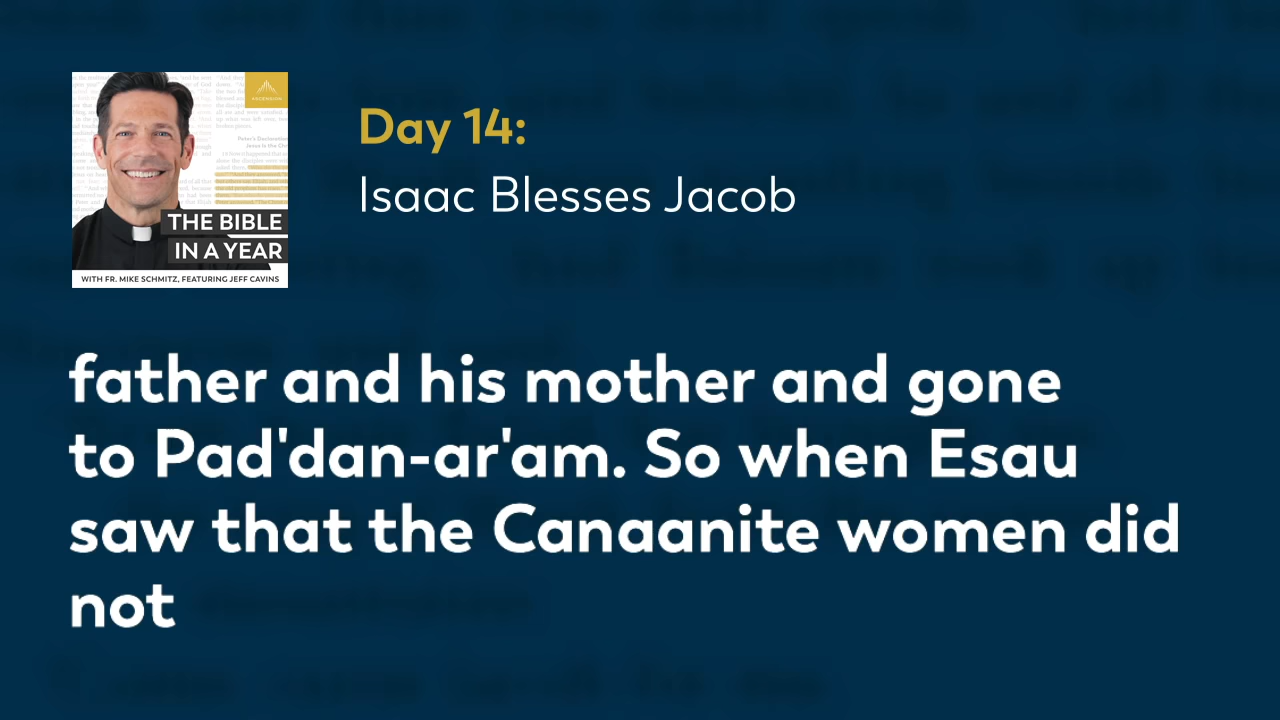 ASCENSION
THE BIBLE
IN A YEAR
WITH FR. MIKE SCHMITZ, FEATURING JEFF CAVINS
Day 14:
Isaac Blesses Jacob
father and his mother and gone
to Pad'dan-ar'am. So when Esau
saw that the Canaanite women did
not